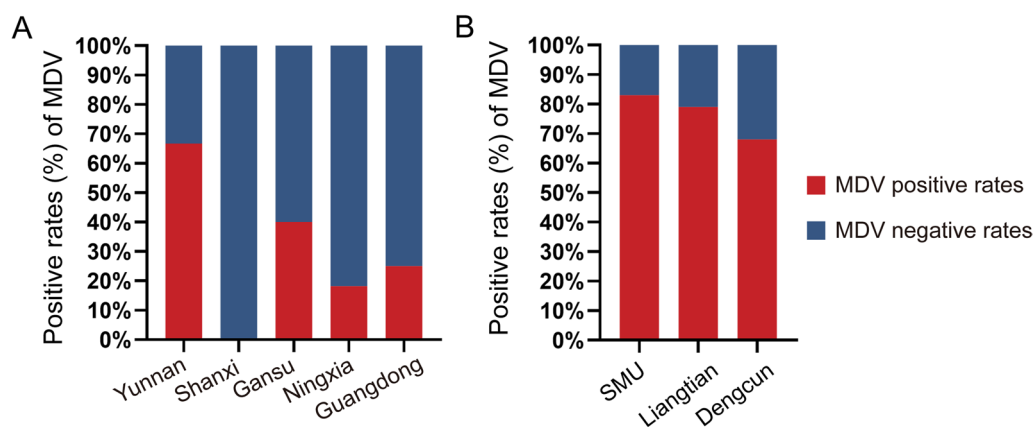 A
Positive rates (%) of MDV
100%
90%
80%
70%
60%
50%
40%
30%
20%
10%
0%
Yunnan
Shanxi
Gansu
Ningxia
Guangdong
B
Positive rates (%) of MDV
100%
90%
80%
70%
60%
50%
40%
30%
20%
10%
0%
SMU
Liangtian
Dengcun
MDV positive rates
MDV negative rates